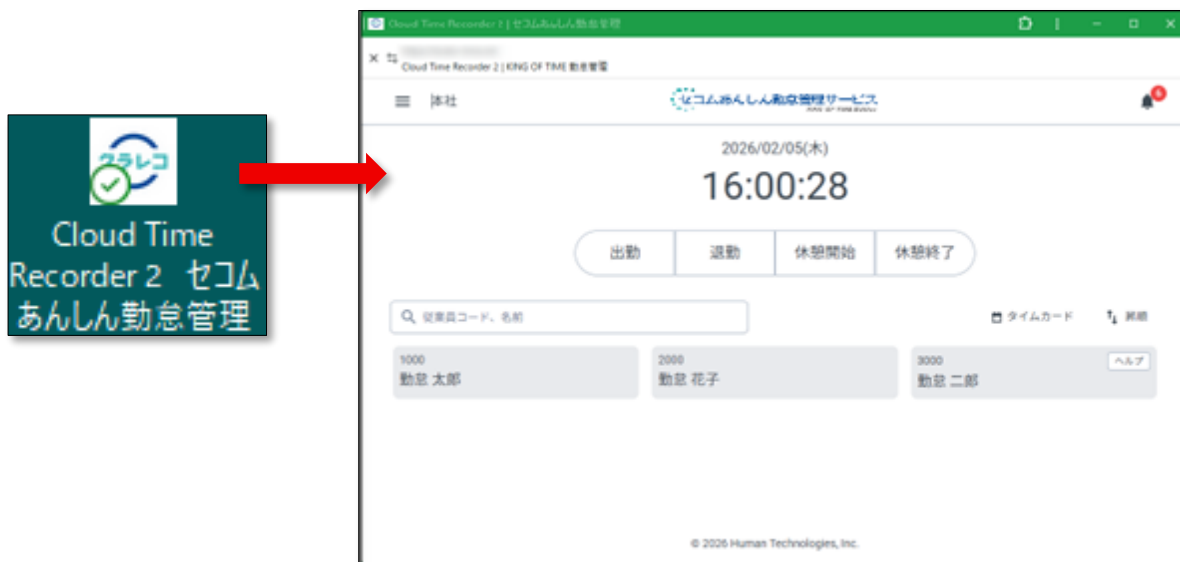 クラレコ
Cloud Time
Recorder 2 セコム
あんしん勤怠管理
Cloud Time Recorder 2 | セコムあんしん勤怠管理
Cloud Time Recorder 2 | KING OF TIME 勤怠管理
本社
セコムあんしん勤怠管理サービス
2026/02/05(木)
16:00:28
出勤 退勤 休憩開始 休憩終了
従業員コード、名前
タイムカード 昇順
1000 2000 3000 ヘルプ
勤怠 太郎 勤怠 花子 勤怠 二郎
© 2026 Human Technologies, Inc.